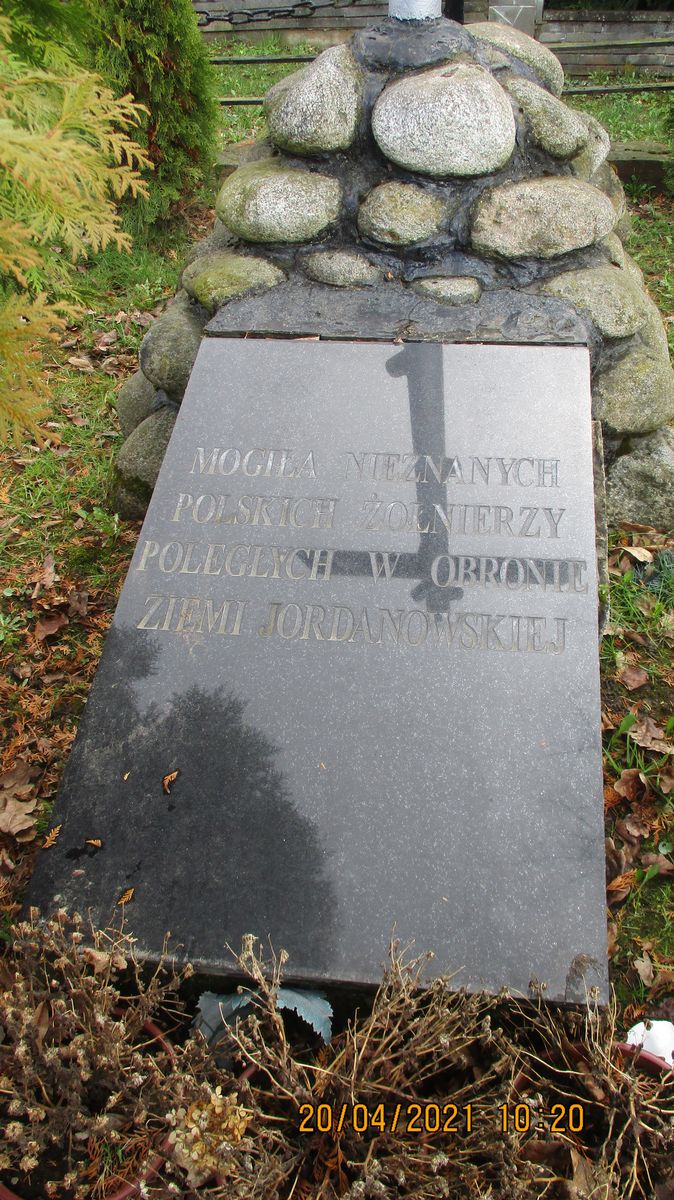 MOGIŁA NIEZNANYCH
POLSKICH ŻOŁNIERZY
POLEGŁYCH W OBRONIE
ZIEMI JORDANOWSKIEJ
20/04/2021 10:20